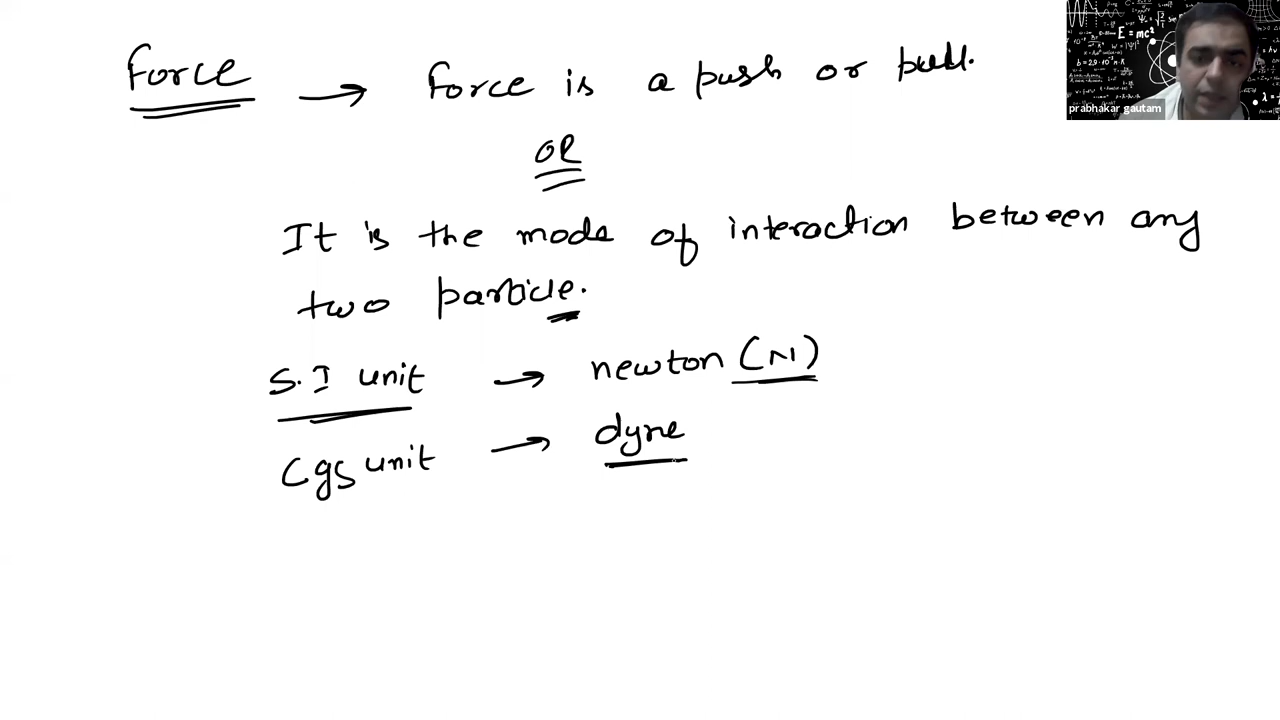 Force → Force is a push or pull.
OR
It is the mode of interaction between any
two particle.
S.I unit → newton (N)
Cgs unit → dyne
E = mc²
prabhakar gautam